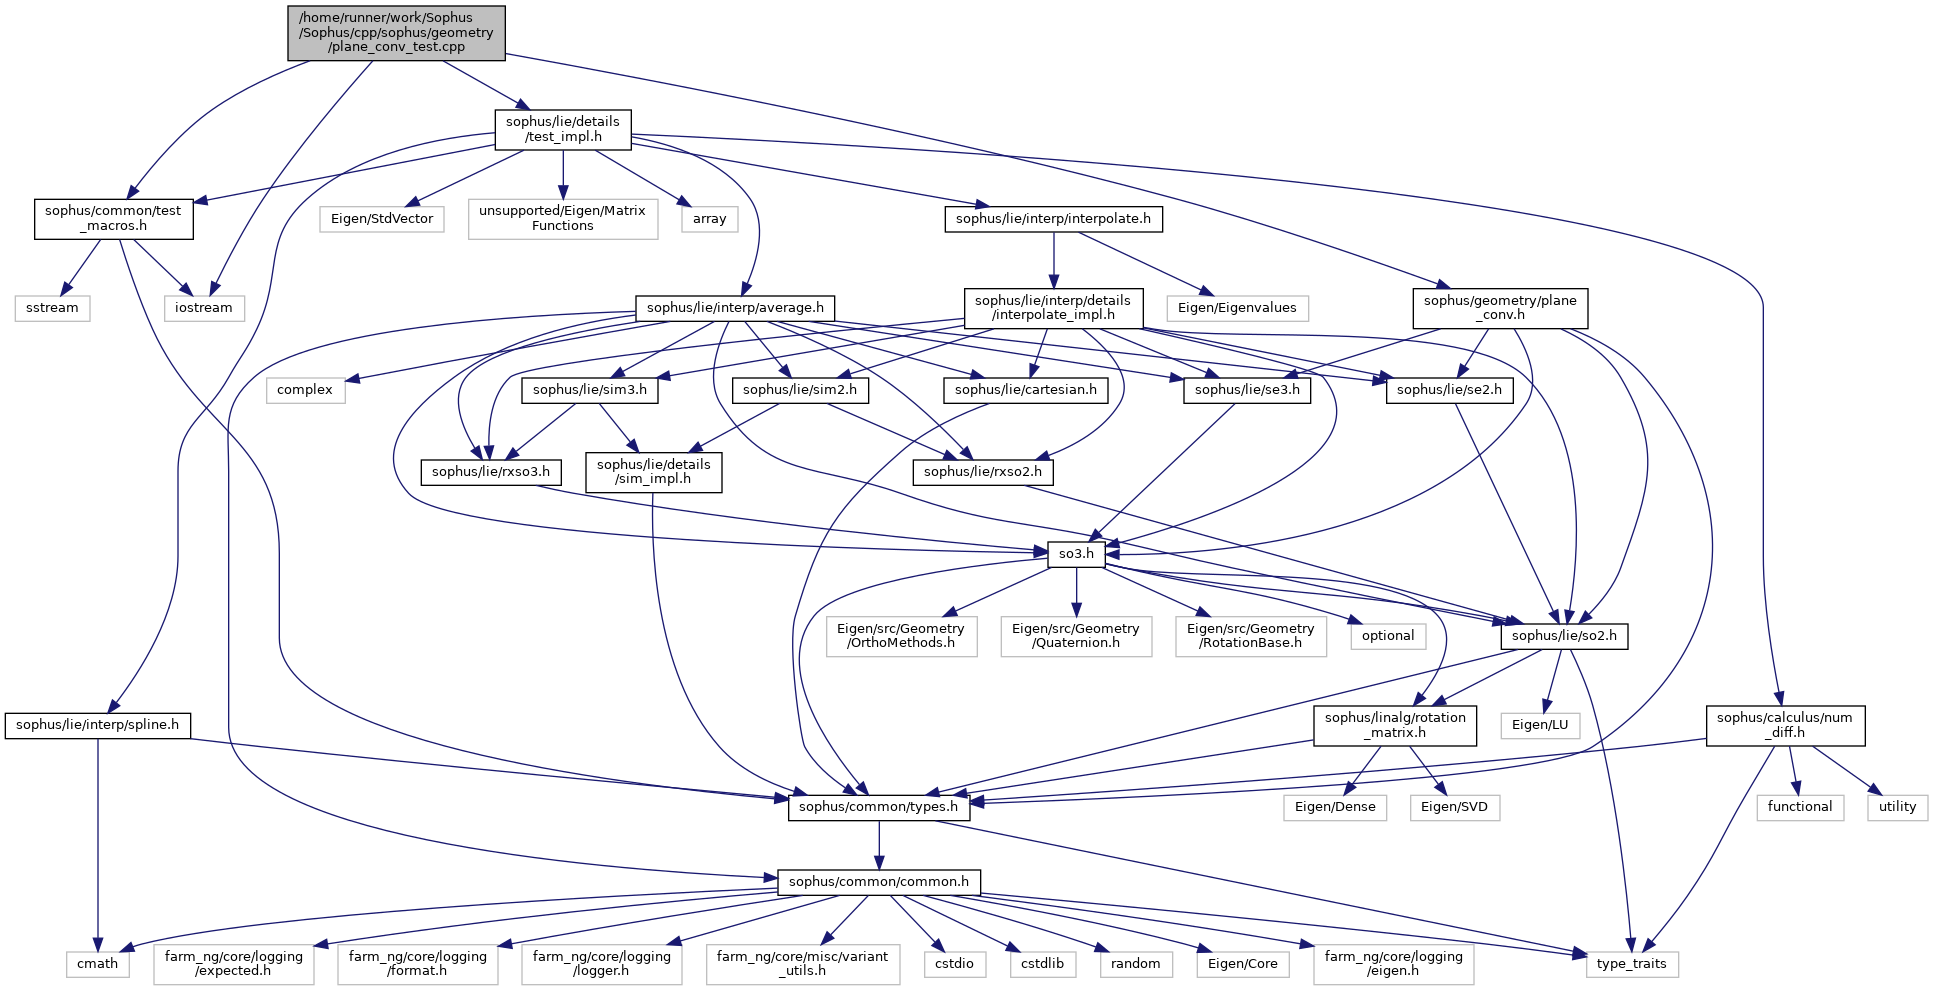 /home/runner/work/Sophus
/Sophus/cpp/sophus/geometry
/plane_conv_test.cpp
sophus/lie/details
/test_impl.h
sophus/common/test
_macros.h
Eigen/StdVector
unsupported/Eigen/Matrix
Functions
array
sophus/lie/interp/interpolate.h
sstream
iostream
sophus/lie/interp/average.h
sophus/lie/interp/details
/interpolate_impl.h
Eigen/Eigenvalues
sophus/geometry/plane
_conv.h
complex
sophus/lie/sim3.h
sophus/lie/sim2.h
sophus/lie/cartesian.h
sophus/lie/se3.h
sophus/lie/se2.h
sophus/lie/rxso3.h
sophus/lie/details
/sim_impl.h
sophus/lie/rxso2.h
so3.h
Eigen/src/Geometry
/OrthoMethods.h
Eigen/src/Geometry
/Quaternion.h
Eigen/src/Geometry
/RotationBase.h
optional
sophus/lie/so2.h
sophus/lie/interp/spline.h
sophus/linalg/rotation
_matrix.h
Eigen/LU
sophus/calculus/num
_diff.h
sophus/common/types.h
Eigen/Dense
Eigen/SVD
functional
utility
sophus/common/common.h
cmath
farm_ng/core/logging
/expected.h
farm_ng/core/logging
/format.h
farm_ng/core/logging
/logger.h
farm_ng/core/misc/variant
_utils.h
cstdio
cstdlib
random
Eigen/Core
farm_ng/core/logging
/eigen.h
type_traits